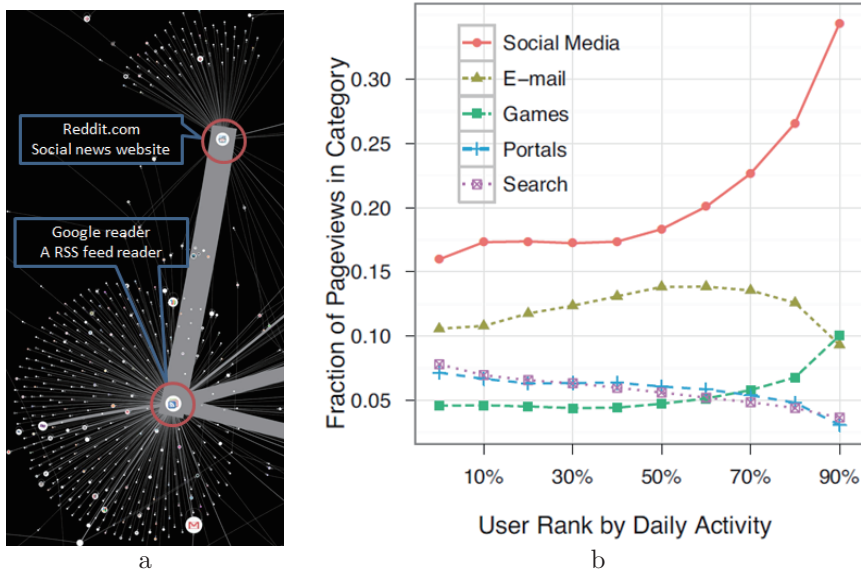 Reddit.com
Social news website
Google reader
A RSS feed reader
a
Fraction of Pageviews in Category
0.30
0.25
0.20
0.15
0.10
0.05
Social Media
E-mail
Games
Portals
Search
10%
30%
50%
70%
90%
User Rank by Daily Activity
b